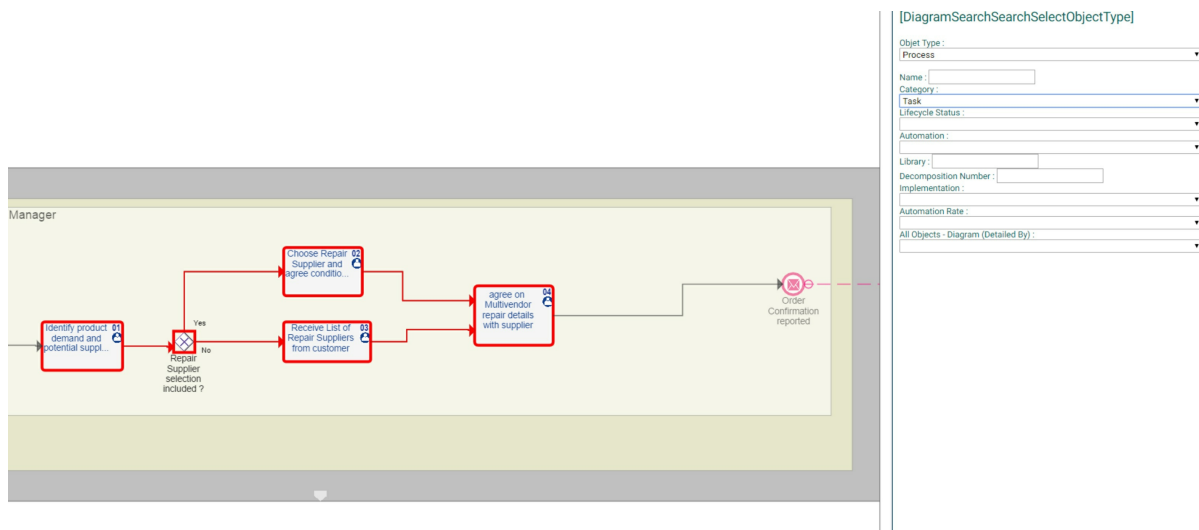 [DiagramSearchSearchSelectObjectType]
Objet Type :
Process
Name :
Category :
Task
Lifecycle Status :
Automation :
Library :
Decomposition Number :
Implementation :
Automation Rate :
All Objects - Diagram (Detailed By) :
Manager
Identify product 01
demand and
potential suppl...
Yes
No
Repair
Supplier
selection
included ?
Choose Repair 02
Supplier and
agree conditio...
Receive List of 03
Repair Suppliers
from customer
04
agree on
Multivendor
repair details
with supplier
Order
Confirmation
reported